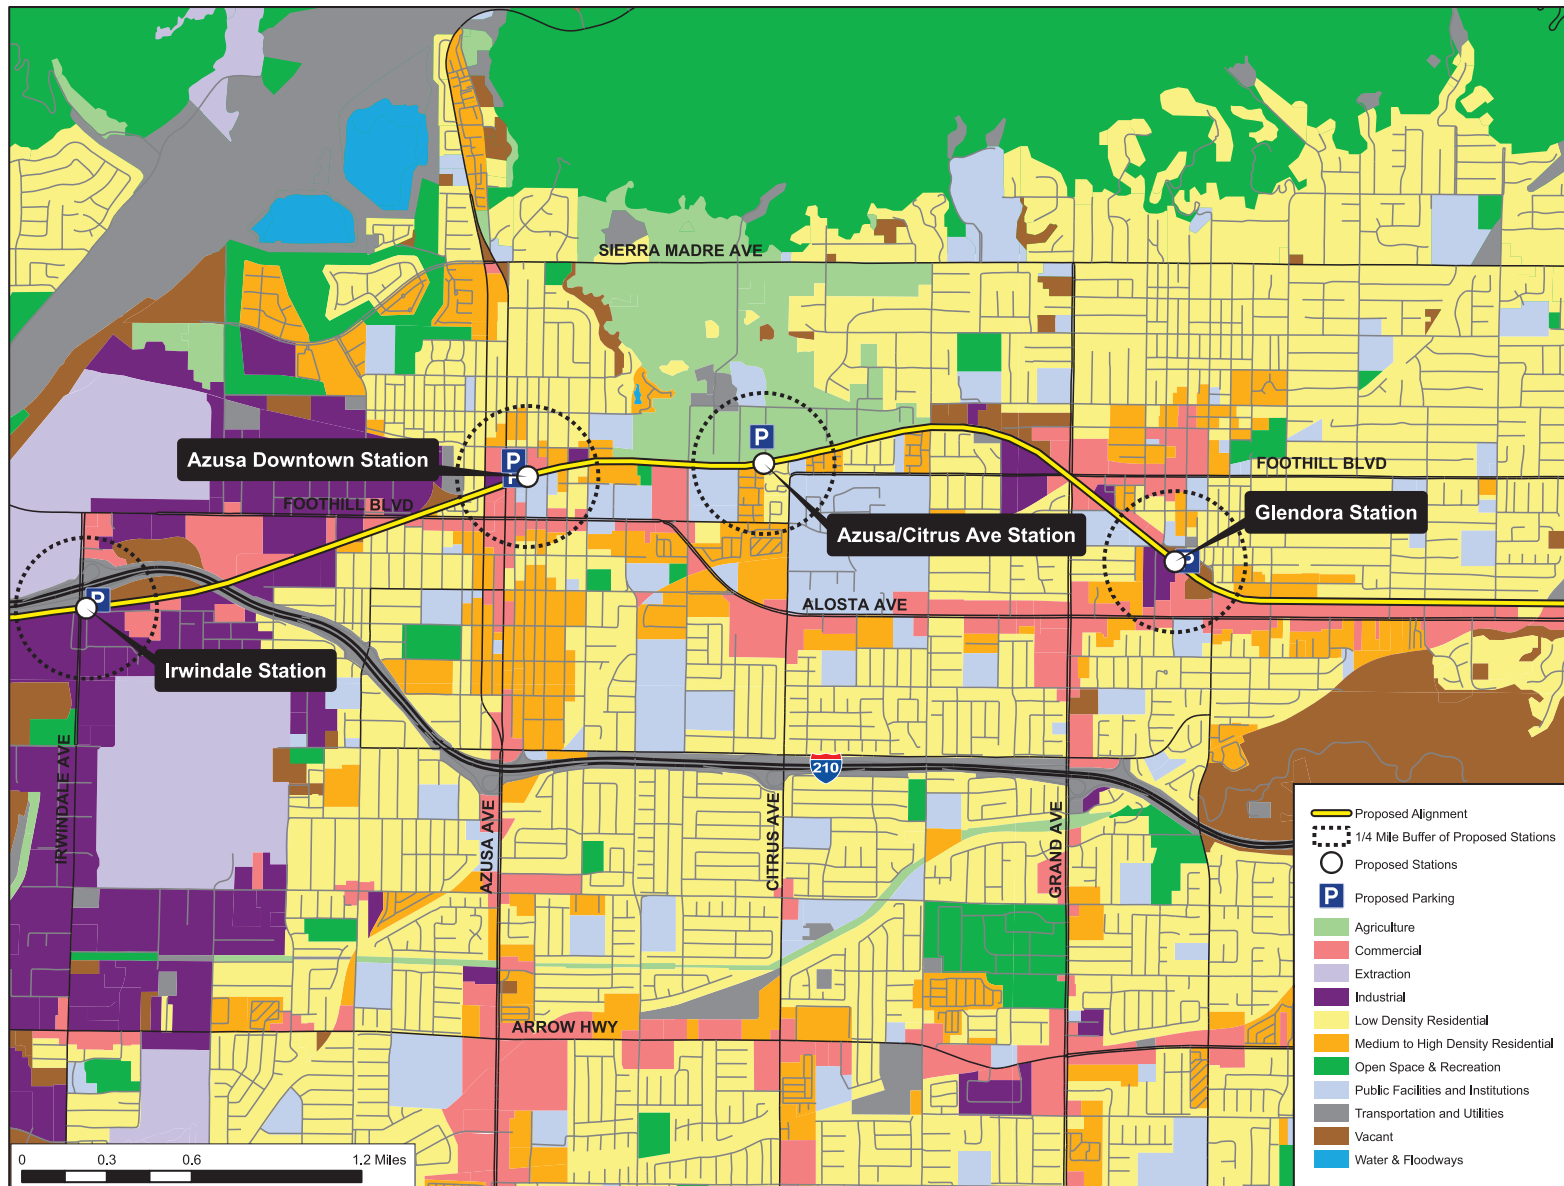 SIERRA MADRE AVE
P
Azusa Downtown Station
P
P
FOOTHILL BLVD
FOOTHILL BLVD
Glendora Station
Azusa/Citrus Ave Station
P
P
ALOSTA AVE
Irwindale Station
IRWINDALE AVE
210
AZUSA AVE
CITRUS AVE
GRAND AVE
ARROW HWY
Proposed Alignment
1/4 Mile Buffer of Proposed Stations
Proposed Stations
P Proposed Parking
Agriculture
Commercial
Extraction
Industrial
Low Density Residential
Medium to High Density Residential
Open Space & Recreation
Public Facilities and Institutions
Transportation and Utilities
Vacant
Water & Floodways
0 0.3 0.6 1.2 Miles